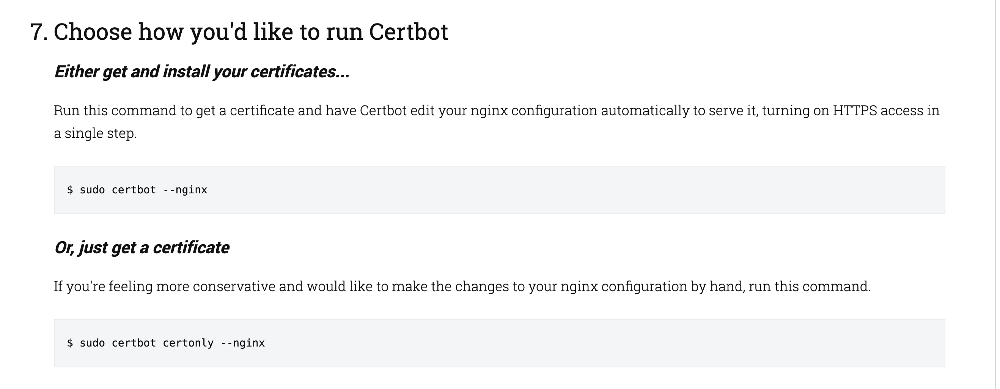 7. Choose how you'd like to run Certbot
Either get and install your certificates...
Run this command to get a certificate and have Certbot edit your nginx configuration automatically to serve it, turning on HTTPS access in
a single step.
$ sudo certbot --nginx
Or, just get a certificate
If you're feeling more conservative and would like to make the changes to your nginx configuration by hand, run this command.
$ sudo certbot certonly --nginx